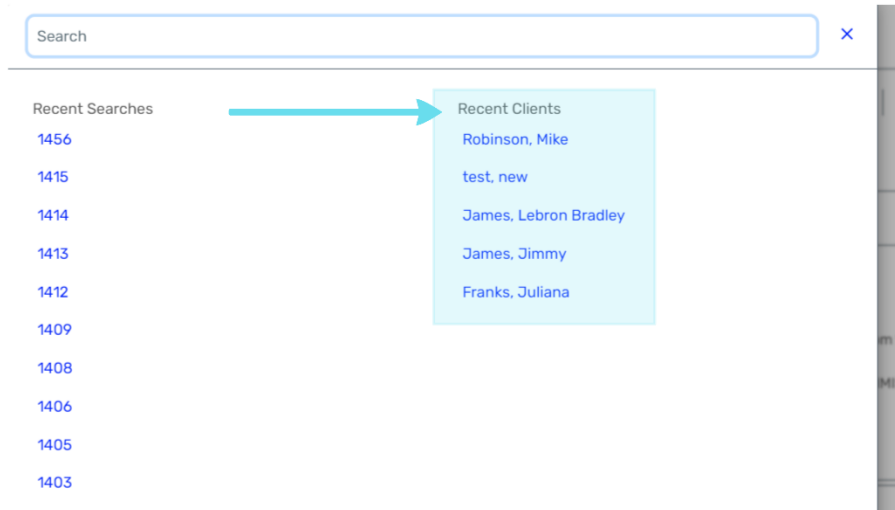 Search
Recent Searches
1456
1415
1414
1413
1412
1409
1408
1406
1405
1403
Recent Clients
Robinson, Mike
test, new
James, Lebron Bradley
James, Jimmy
Franks, Juliana